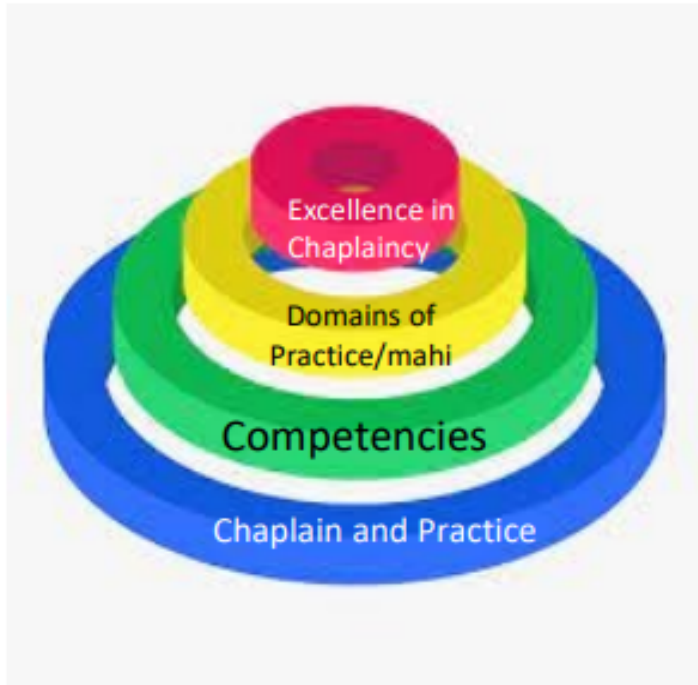 Excellence in
Chaplaincy
Domains of
Practice/mahi
Competencies
Chaplain and Practice